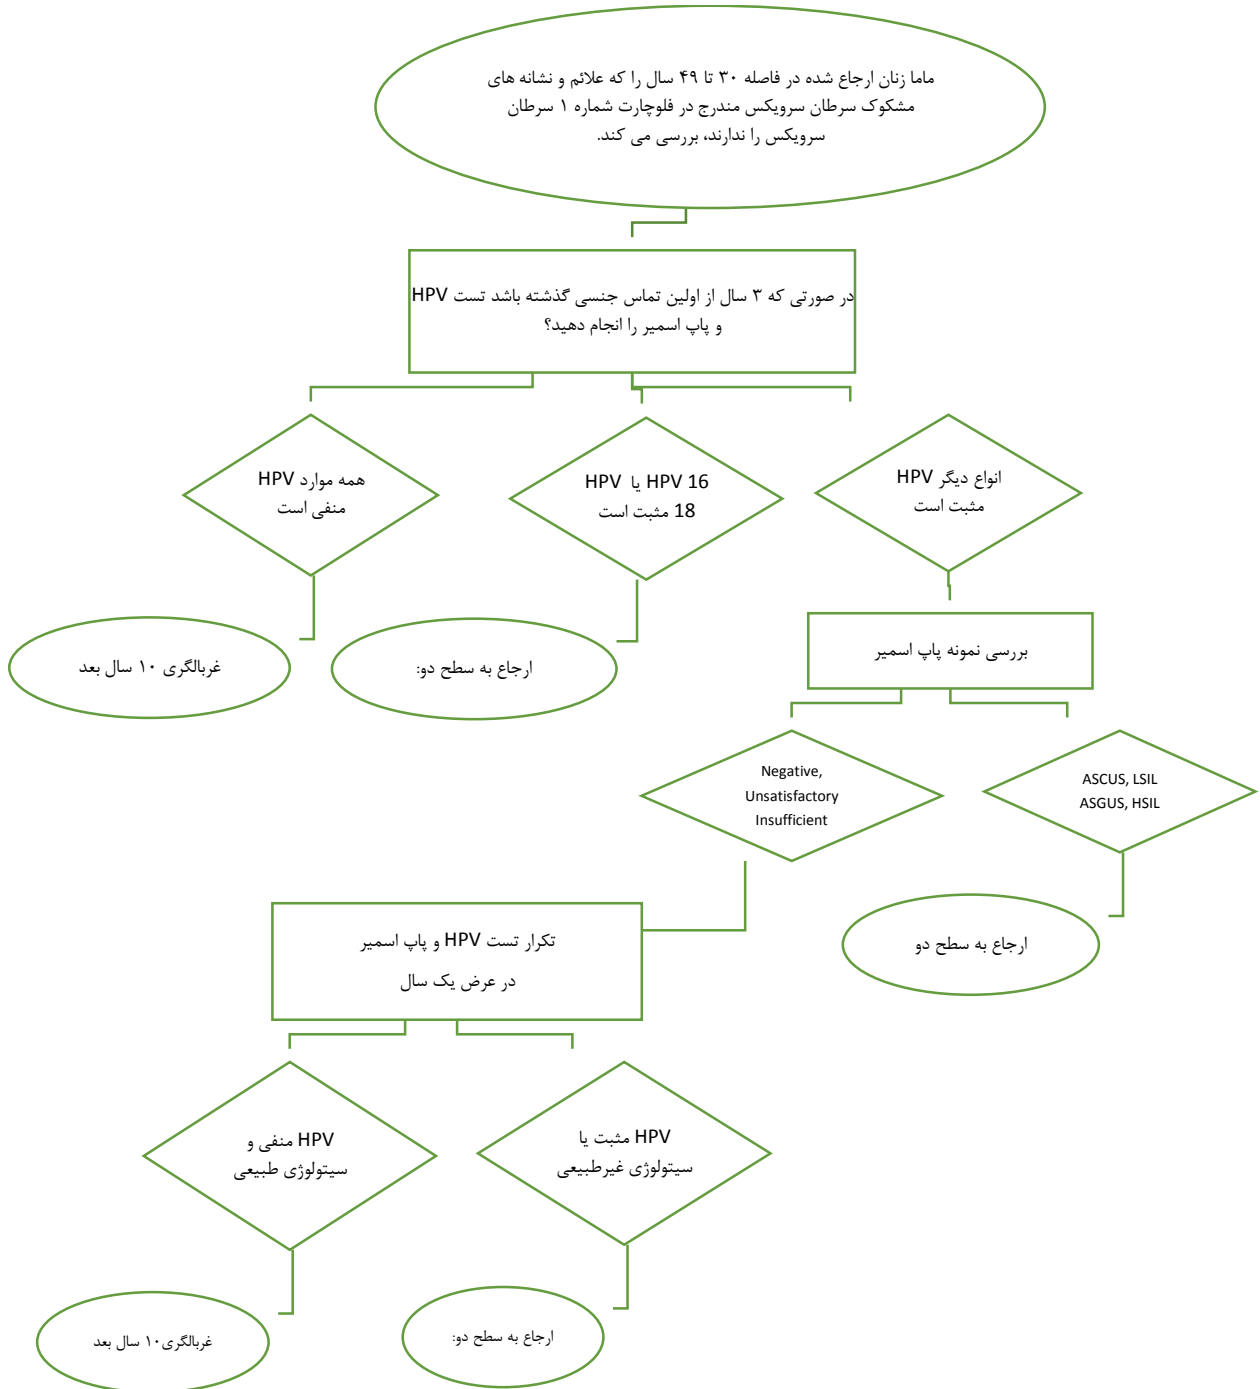 ماما زنان ارجاع شده در فاصله ۳۰ تا ۴۹ سال را که علائم و نشانه های
مشکوک سرطان سرویکس مندرج در فلوچارت شماره ۱ سرطان
سرویکس را ندارند، بررسی می کند.
در صورتی که ۳ سال از اولین تماس جنسی گذشته باشد تست HPV
و پاپ اسمیر را انجام دهید؟
انواع دیگر HPV
مثبت است
HPV 16 یا HPV
18 مثبت است
همه موارد HPV
منفی است
بررسی نمونه پاپ اسمیر
ارجاع به سطح دو:
غربالگری ۱۰ سال بعد
ASCUS, LSIL
ASGUS, HSIL
Negative,
Unsatisfactory
Insufficient
ارجاع به سطح دو
تکرار تست HPV و پاپ اسمیر
در عرض یک سال
HPV مثبت یا
سیتولوژی غیرطبیعی
HPV منفی و
سیتولوژی طبیعی
ارجاع به سطح دو:
غربالگری۱۰ سال بعد